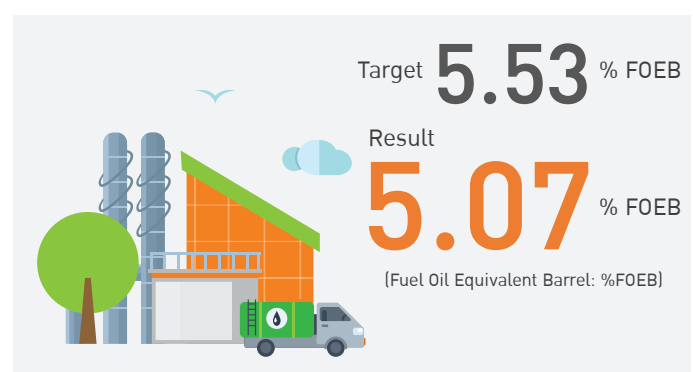 Target 5.53 % FOEB
Result
5.07 % FOEB
(Fuel Oil Equivalent Barrel: %FOEB)